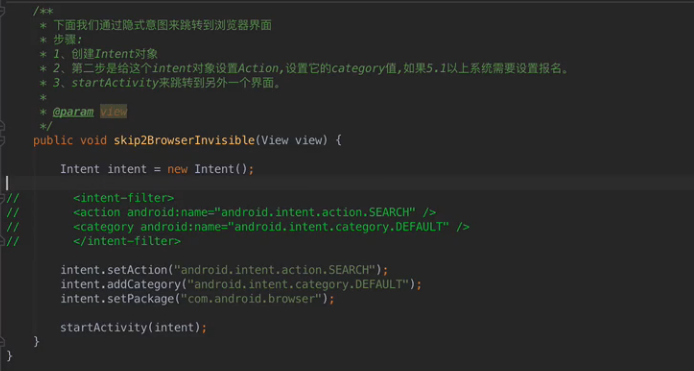 /**
* 下面我们通过隐式意图来跳转到浏览器界面
* 步骤:
* 1、创建Intent对象
* 2、第二步是给这个intent对象设置Action,设置它的category值,如果5.1以上系统需要设置报名。
* 3、startActivity来跳转到另外一个界面。
*
* @param view
*/
public void skip2BrowserInvisible(View view) {
Intent intent = new Intent();
// <intent-filter>
// <action android:name="android.intent.action.SEARCH" />
// <category android:name="android.intent.category.DEFAULT" />
// </intent-filter>
intent.setAction("android.intent.action.SEARCH");
intent.addCategory("android.intent.category.DEFAULT");
intent.setPackage("com.android.browser");
startActivity(intent);
}
}